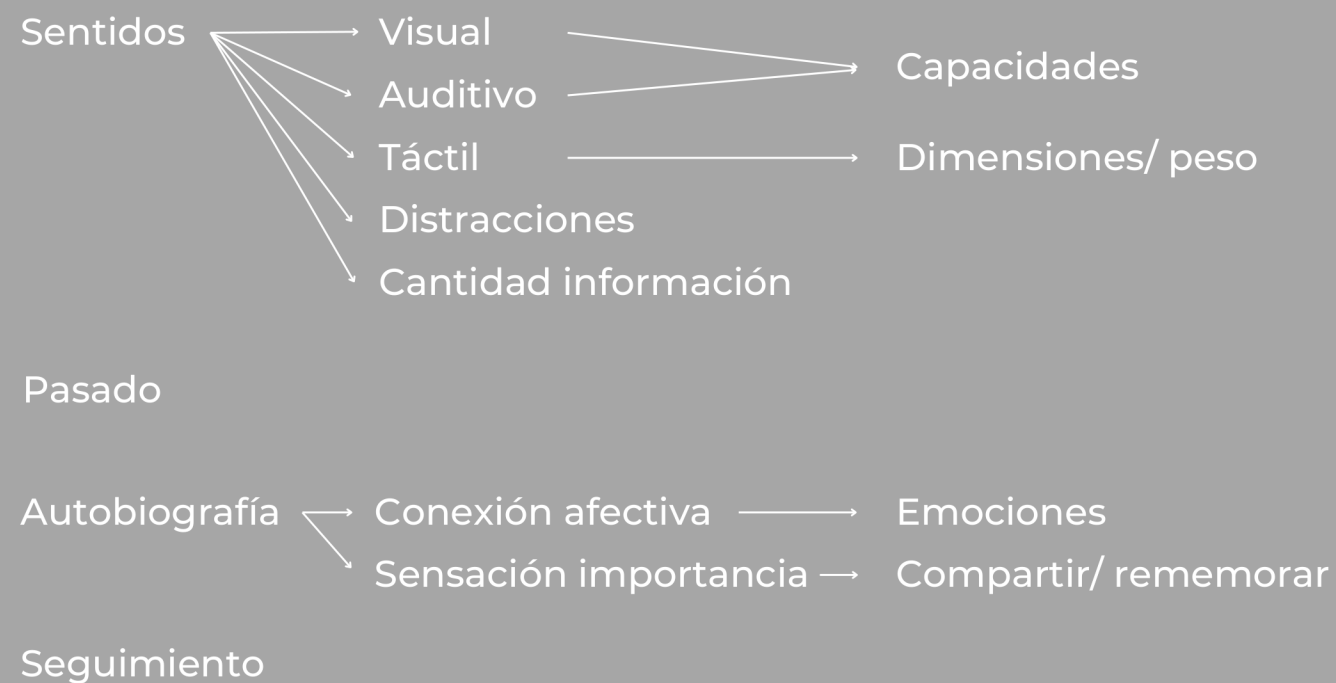 Sentidos
Visual
Auditivo
Táctil
Distracciones
Cantidad información
Capacidades
Dimensiones/ peso
Pasado
Autobiografía
Conexión afectiva
Emociones
Sensación importancia
Compartir/ rememorar
Seguimiento